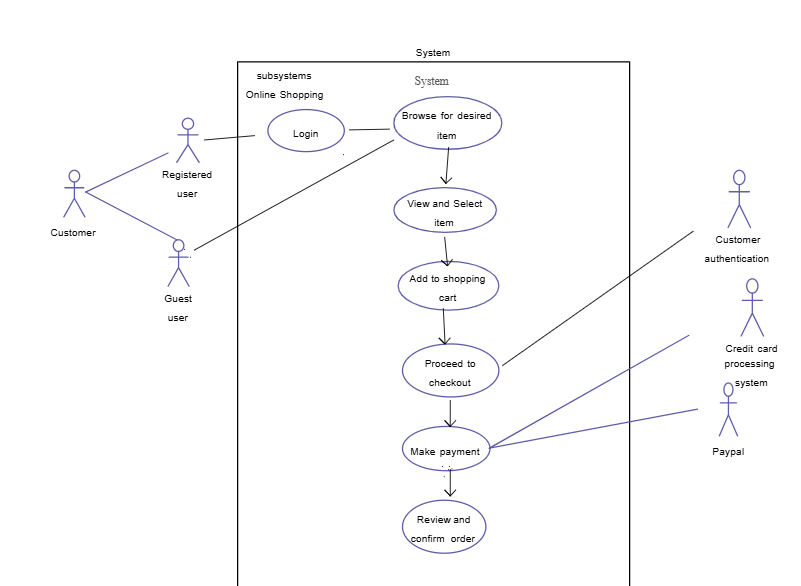 System
subsystems
System
Online Shopping
Browse for desired
item
Login
Registered
user
View and Select
item
Customer
Customer
authentication
Add to shopping
cart
Guest
user
Credit card
processing
system
Proceed to
checkout
Make payment
Paypal
Review and
confirm order